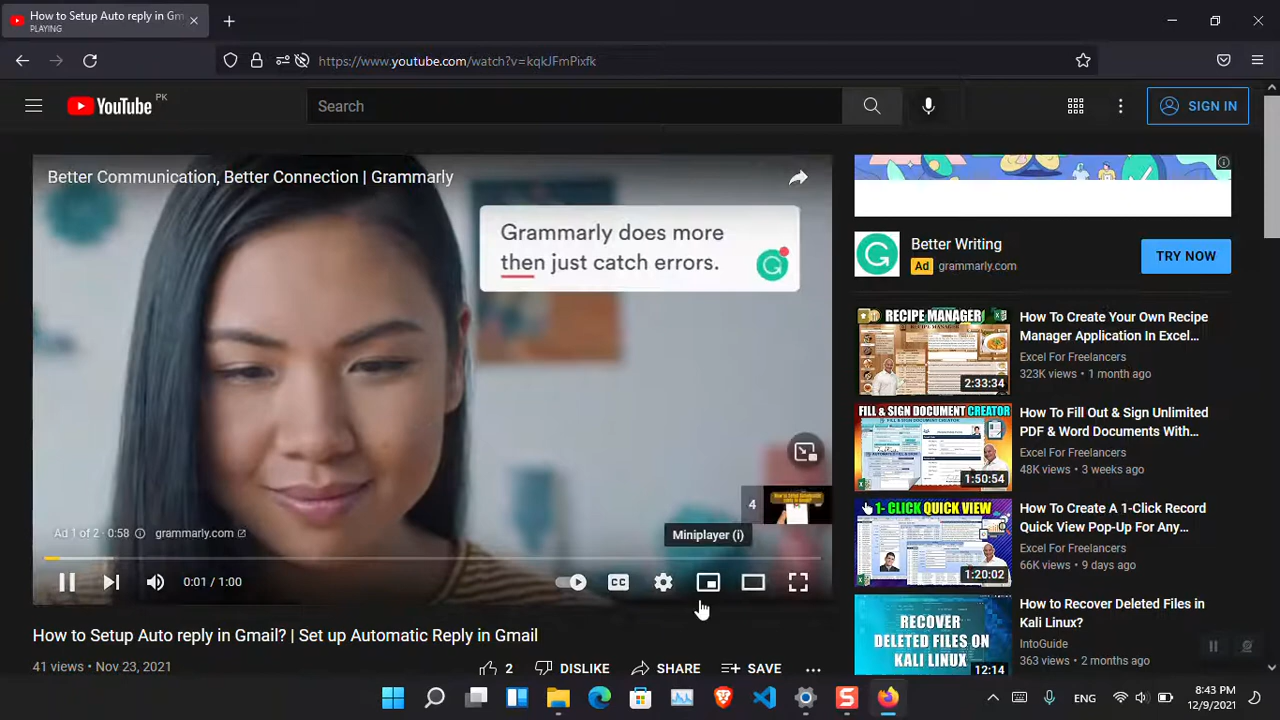 How to Setup Auto reply in Gm
PLAYING
https://www.youtube.com/watch?v=kqkJFmPixfk
YouTube PK
Search
SIGN IN
Better Communication, Better Connection | Grammarly
Grammarly does more
then just catch errors.
4
Miniplayer (i)
Ad 1 of 2 · 0:59
0:01 / 1:00
CC
How to Setup Auto reply in Gmail? | Set up Automatic Reply in Gmail
41 views • Nov 23, 2021
2
DISLIKE
SHARE
SAVE
Better Writing
Ad grammarly.com
TRY NOW
RECIPE MANAGER
2:33:34
How To Create Your Own Recipe
Manager Application In Excel...
Excel For Freelancers
323K views • 1 month ago
FILL & SIGN DOCUMENT CREATOR
1:50:54
How To Fill Out & Sign Unlimited
PDF & Word Documents With...
Excel For Freelancers
48K views • 3 weeks ago
1- CLICK QUICK VIEW
1:20:02
How To Create A 1-Click Record
Quick View Pop-Up For Any...
Excel For Freelancers
66K views • 9 days ago
RECOVER
DELETED FILES ON
KALI LINUX
12:14
How to Recover Deleted Files in
Kali Linux?
IntoGuide
363 views • 2 months ago
ENG
8:43 PM
12/9/2021